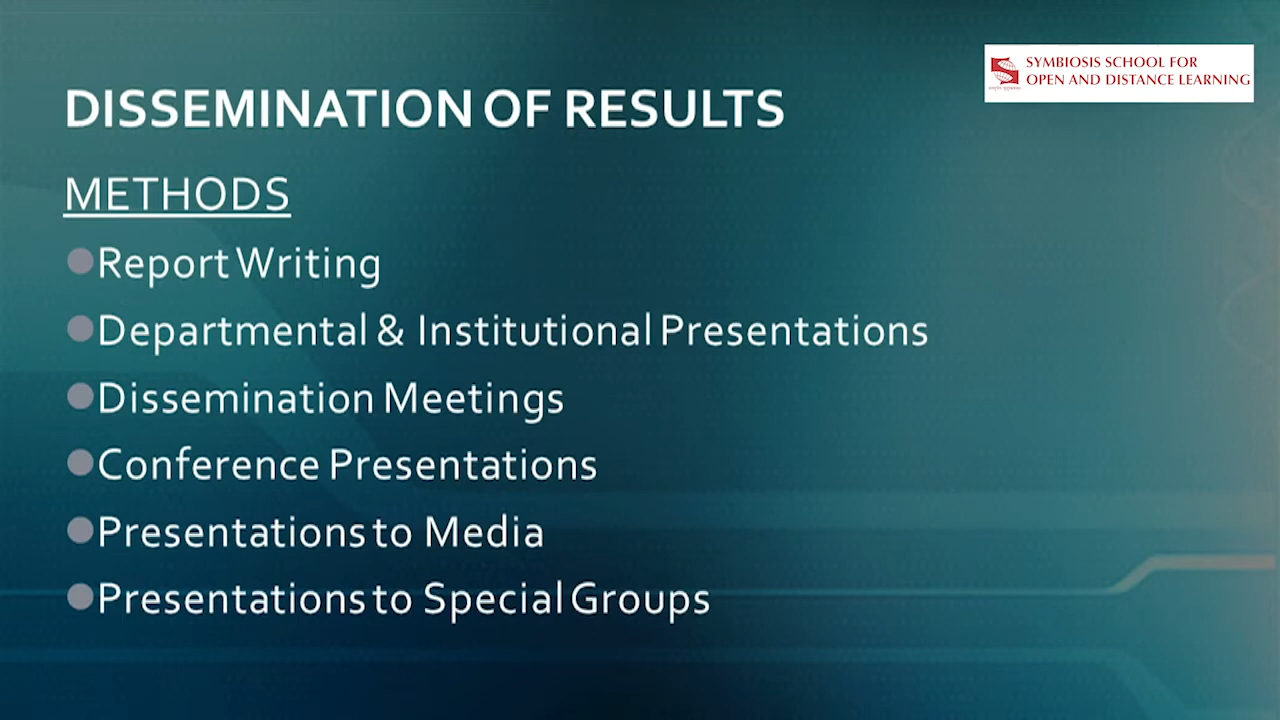 SYMBIOSIS SCHOOL FOR
OPEN AND DISTANCE LEARNING
DISSEMINATION OF RESULTS
METHODS
Report Writing
Departmental & Institutional Presentations
Dissemination Meetings
Conference Presentations
Presentations to Media
Presentations to Special Groups